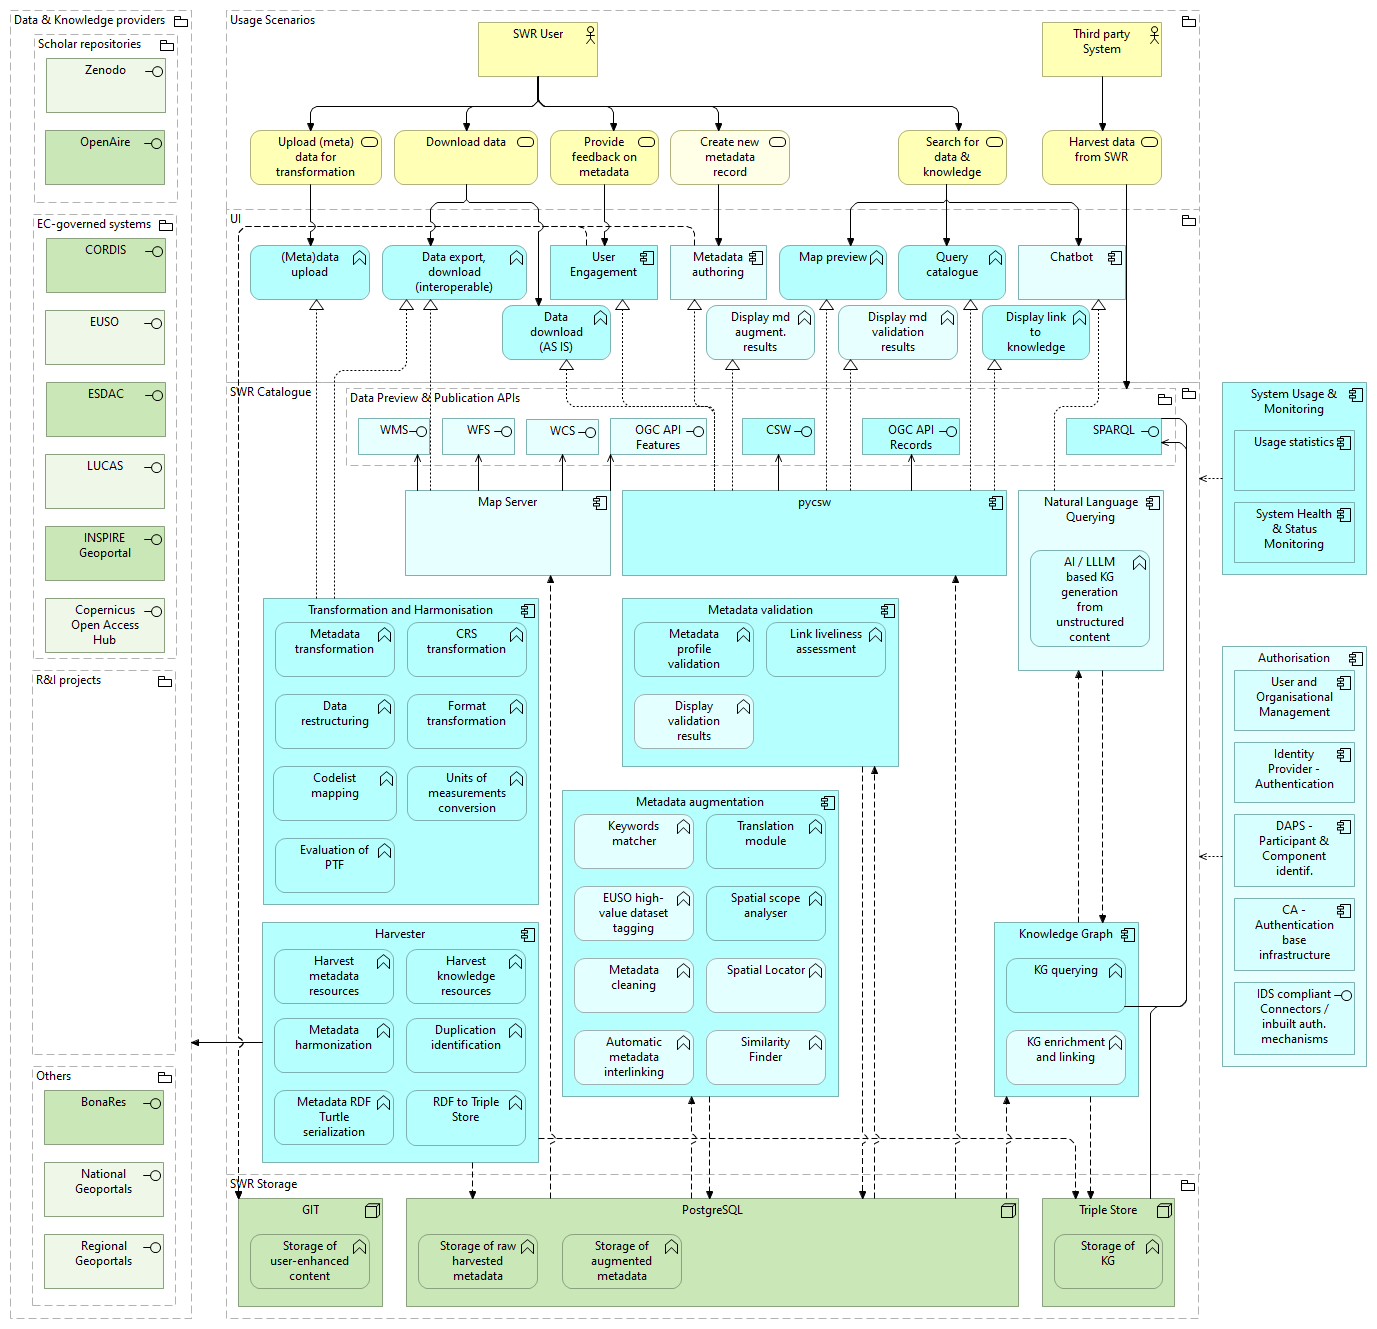 Data & Knowledge providers
Scholar repositories
Zenodo
OpenAire
EC-governed systems
CORDIS
EUSO
ESDAC
LUCAS
INSPIRE
Geoportal
Copernicus
Open Access
Hub
R&I projects
Others
BonaRes
National
Geoportals
Regional
Geoportals
Usage Scenarios
SWR User
Third party
System
Upload (meta)
data for
transformation
Download data
Provide
feedback on
metadata
Create new
metadata
record
Search for
data &
knowledge
Harvest data
from SWR
UI
(Meta)data
upload
Data export,
download
(interoperable)
User
Engagement
Metadata
authoring
Map preview
Query
catalogue
Chatbot
Data
download
(AS IS)
Display md
augment.
results
Display md
validation
results
Display link
to
knowledge
SWR Catalogue
Data Preview & Publication APIs
WMS
WFS
WCS
OGC API
Features
CSW
OGC API
Records
SPARQL
Map Server
pycsw
Natural Language
Querying
AI / LLLM
based KG
generation
from
unstructured
content
Transformation and Harmonisation
Metadata
transformation
CRS
transformation
Data
restructuring
Format
transformation
Codelist
mapping
Units of
measurements
conversion
Evaluation of
PTF
Metadata validation
Metadata
profile
validation
Link liveliness
assessment
Display
validation
results
Metadata augmentation
Keywords
matcher
Translation
module
EUSO high-
value dataset
tagging
Spatial scope
analyser
Metadata
cleaning
Spatial Locator
Automatic
metadata
interlinking
Similarity
Finder
Harvester
Harvest
metadata
resources
Harvest
knowledge
resources
Metadata
harmonization
Duplication
identification
Metadata RDF
Turtle
serialization
RDF to Triple
Store
Knowledge Graph
KG querying
KG enrichment
and linking
SWR Storage
GIT
Storage of
user-enhanced
content
PostgreSQL
Storage of raw
harvested
metadata
Storage of
augmented
metadata
Triple Store
Storage of
KG
System Usage &
Monitoring
Usage statistics
System Health
& Status
Monitoring
Authorisation
User and
Organisational
Management
Identity
Provider -
Authentication
DAPS -
Participant &
Component
identif.
CA -
Authentication
base
infrastructure
IDS compliant
Connectors /
inbuilt auth.
mechanisms